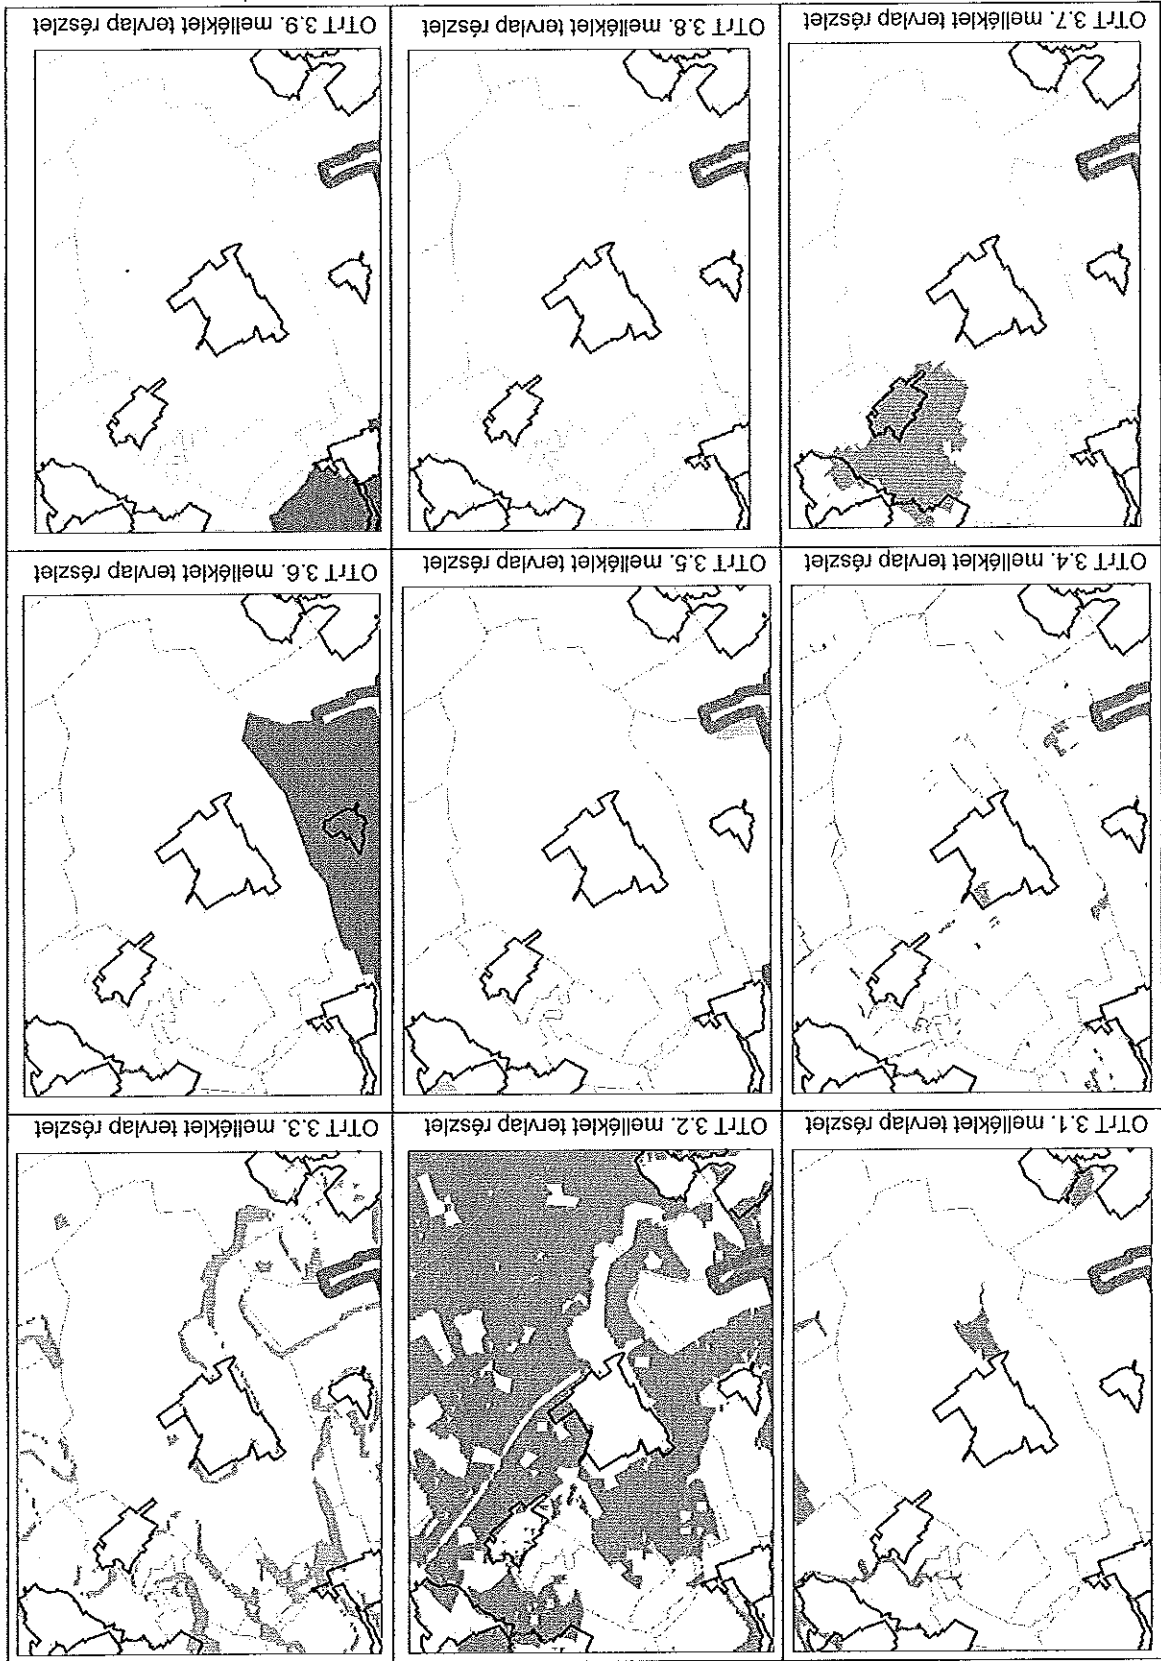 OTrT 3.1. melléklet tervlap részlet
OTrT 3.2. melléklet tervlap részlet
OTrT 3.3. melléklet tervlap részlet
OTrT 3.4. melléklet tervlap részlet
OTrT 3.5. melléklet tervlap részlet
OTrT 3.6. melléklet tervlap részlet
OTrT 3.7. melléklet tervlap részlet
OTrT 3.8. melléklet tervlap részlet
OTrT 3.9. melléklet tervlap részlet